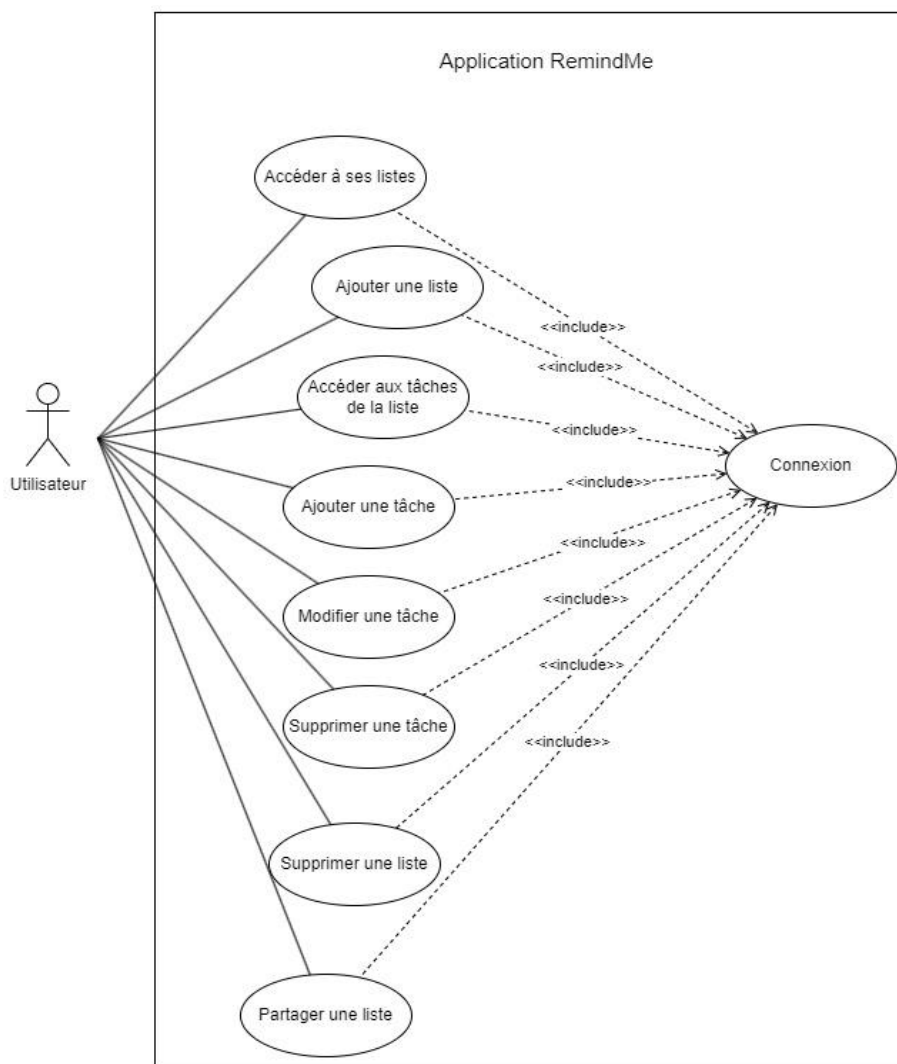 Application RemindMe
Accéder à ses listes
Ajouter une liste
<<include>>
<<include>>
Accéder aux tâches
de la liste
<<include>>
Connexion
Utilisateur
Ajouter une tâche
<<include>>
<<include>>
Modifier une tâche
<<include>>
<<include>>
Supprimer une tâche
<<include>>
Supprimer une liste
Partager une liste